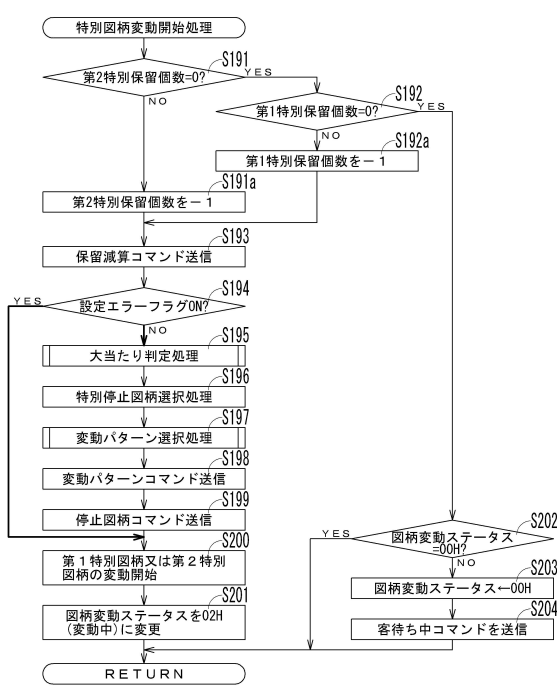 特別図柄変動開始処理
S191
第2特別保留個数=0?
YES
NO
S192
第1特別保留個数=0?
YES
NO
S192a
第1特別保留個数を－1
S191a
第2特別保留個数を－1
S193
保留減算コマンド送信
S194
設定エラーフラグON?
YES
NO
S195
大当たり判定処理
S196
特別停止図柄選択処理
S197
変動パターン選択処理
S198
変動パターンコマンド送信
S199
停止図柄コマンド送信
S200
第1特別図柄又は第2特別
図柄の変動開始
S201
図柄変動ステータスを02H
(変動中)に変更
S202
図柄変動ステータス
=00H?
YES
NO
S203
図柄変動ステータス←00H
S204
客待ち中コマンドを送信
RETURN